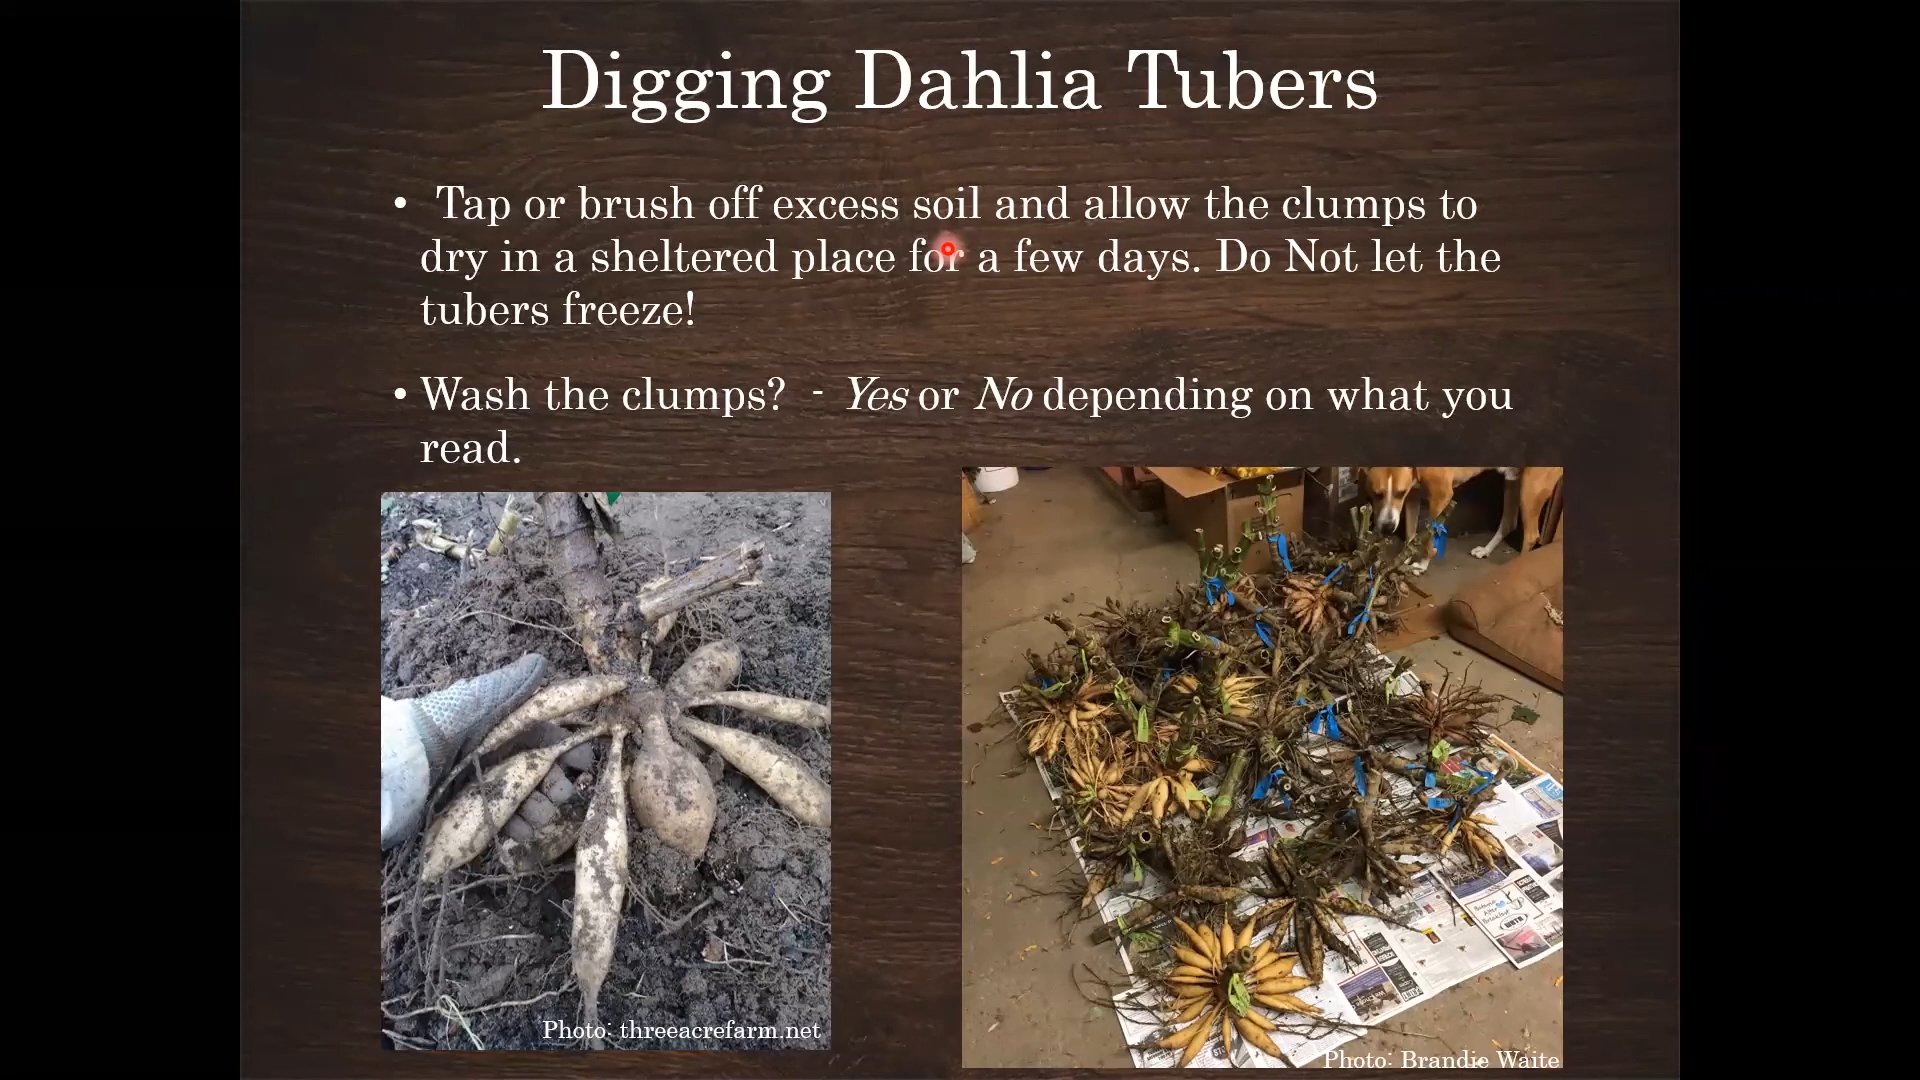 Digging Dahlia Tubers
• Tap or brush off excess soil and allow the clumps to
dry in a sheltered place for a few days. Do Not let the
tubers freeze!
• Wash the clumps? - Yes or No depending on what you
read.
Photo: threeacrefarm.net
Photo: Brandie Waite